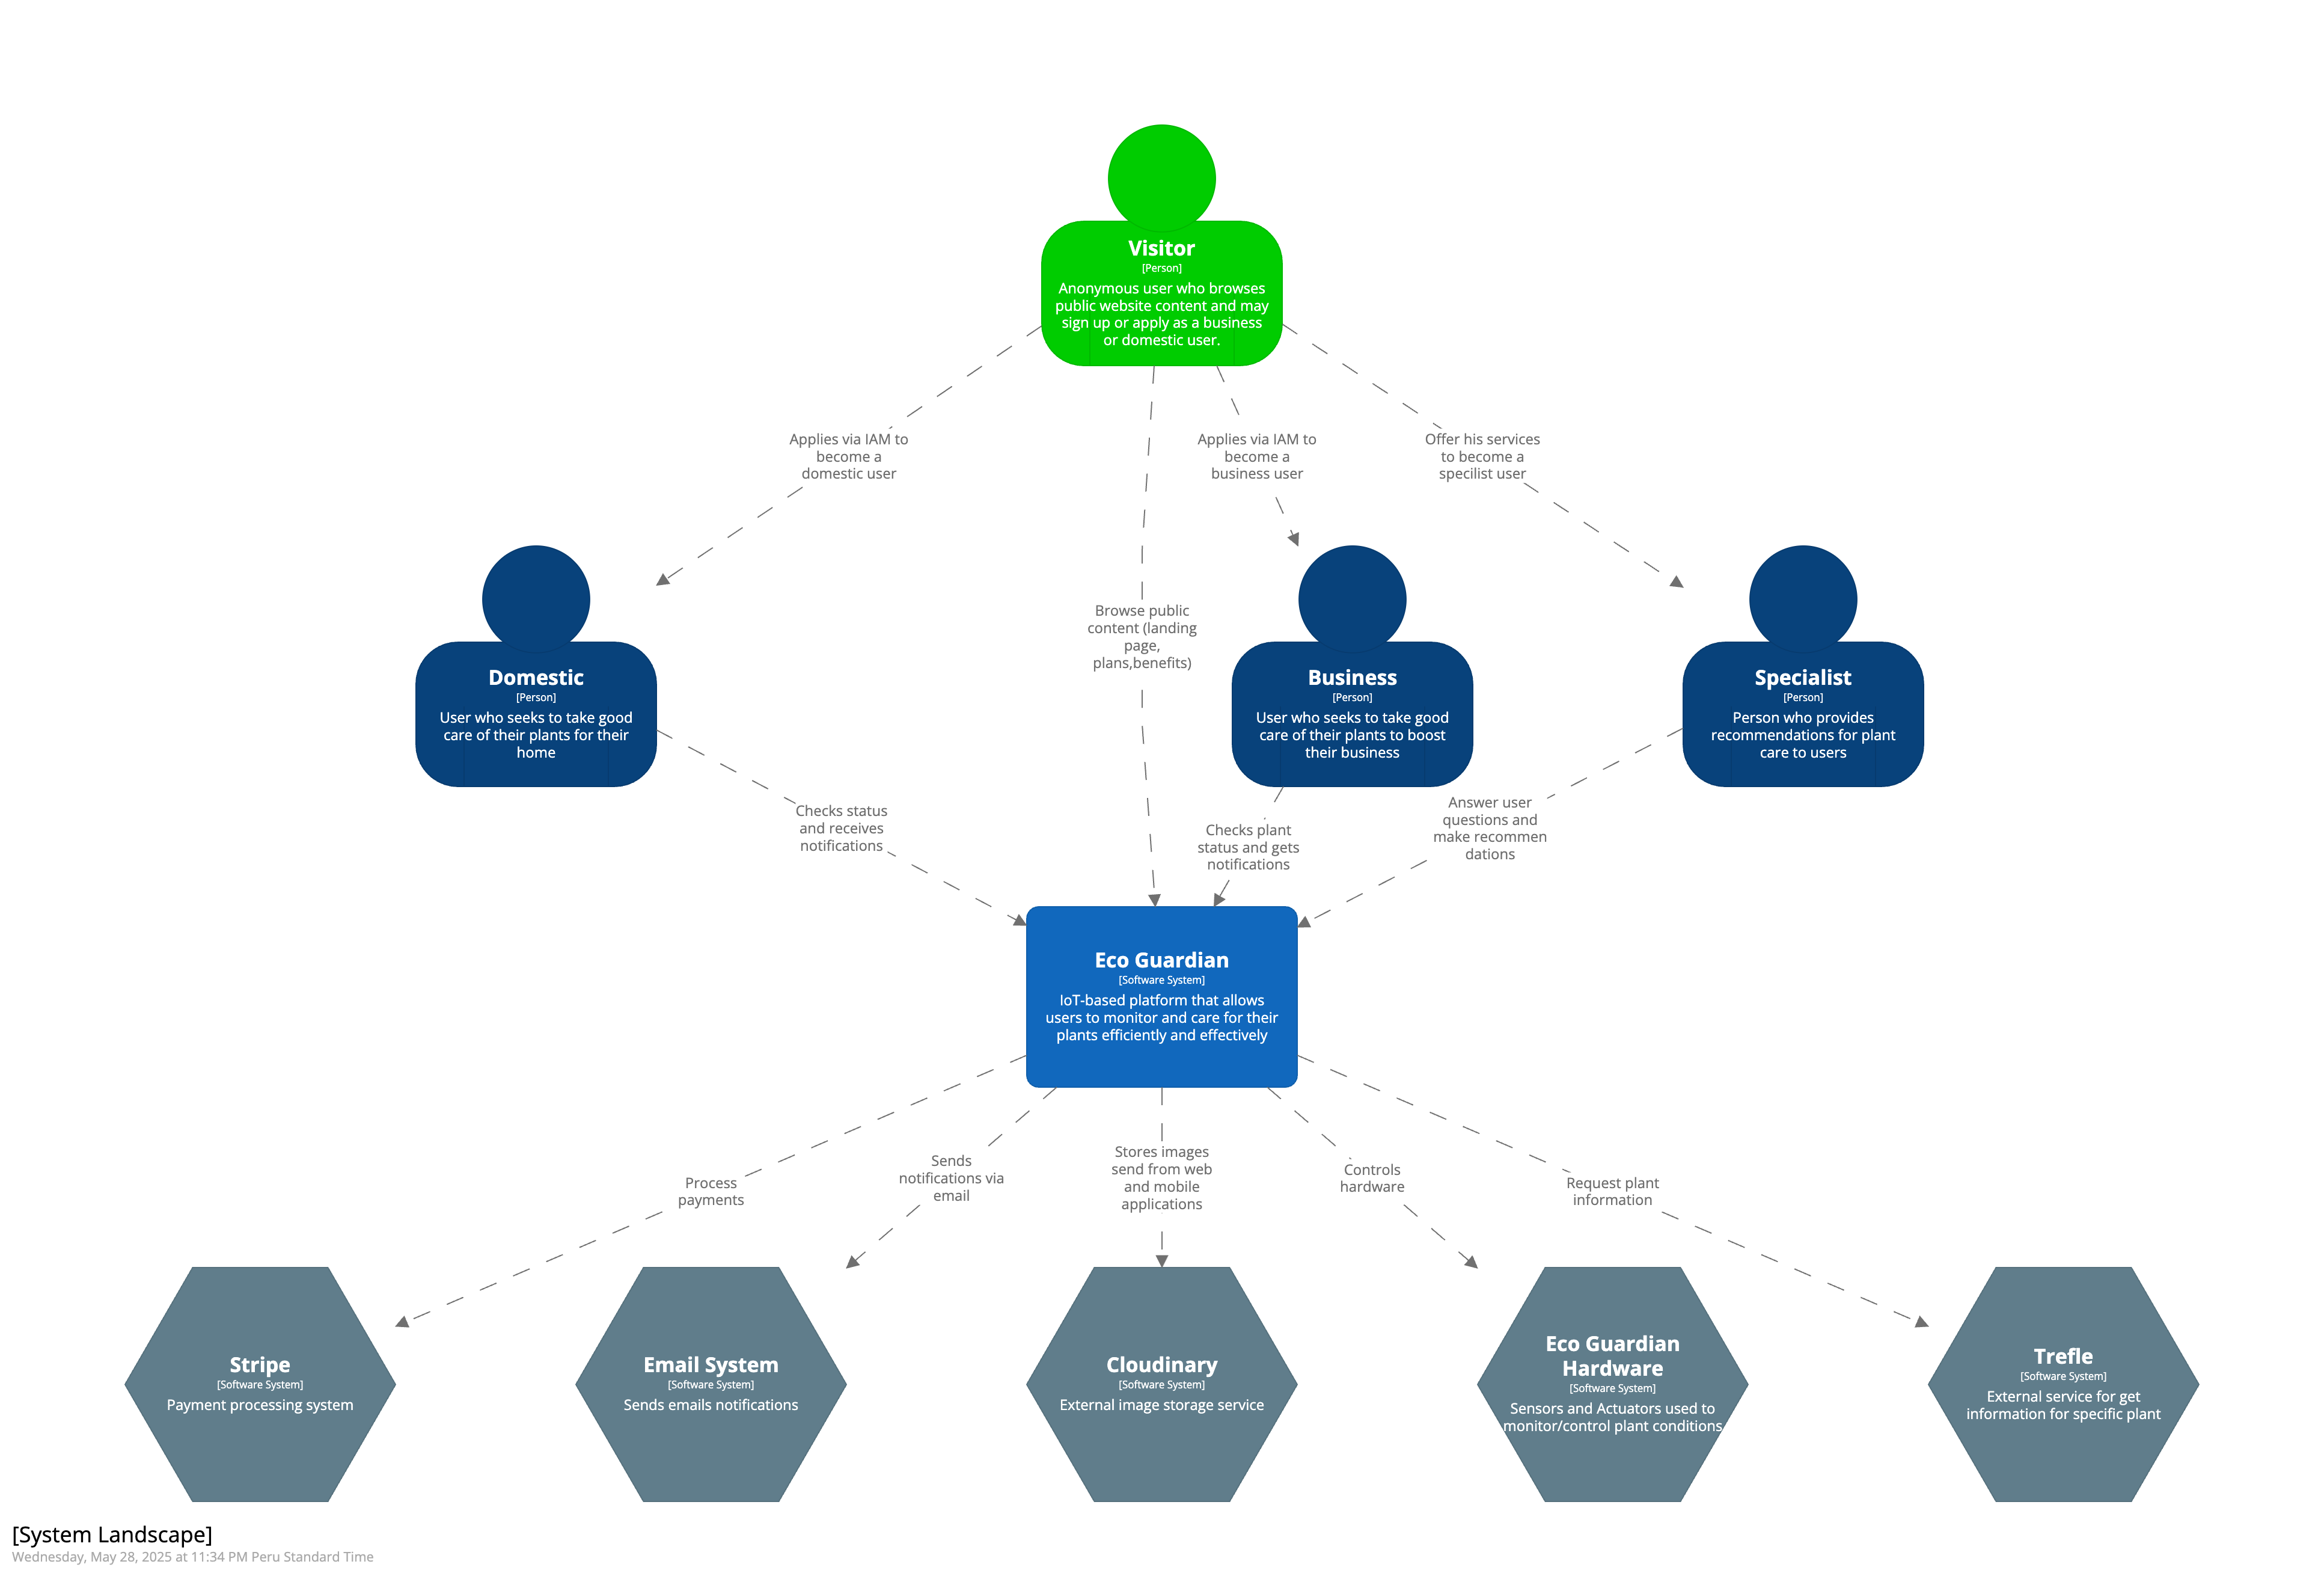 Visitor
[Person]
Anonymous user who browses
public website content and may
sign up or apply as a business
or domestic user.
Applies via IAM to
become a
domestic user
Applies via IAM to
become a
business user
Offer his services
to become a
specilist user
Browse public
content (landing
page,
plans,benefits)
Domestic
[Person]
User who seeks to take good
care of their plants for their
home
Business
[Person]
User who seeks to take good
care of their plants to boost
their business
Specialist
[Person]
Person who provides
recommendations for plant
care to users
Checks status
and receives
notifications
Checks plant
status and gets
notifications
Answer user
questions and
make recommen
dations
Eco Guardian
[Software System]
IoT-based platform that allows
users to monitor and care for their
plants efficiently and effectively
Process
payments
Sends
notifications via
email
Stores images
send from web
and mobile
applications
Controls
hardware
Request plant
information
Stripe
[Software System]
Payment processing system
Email System
[Software System]
Sends emails notifications
Cloudinary
[Software System]
External image storage service
Eco Guardian
Hardware
[Software System]
Sensors and Actuators used to
monitor/control plant conditions
Trefle
[Software System]
External service for get
information for specific plant
[System Landscape]
Wednesday, May 28, 2025 at 11:34 PM Peru Standard Time